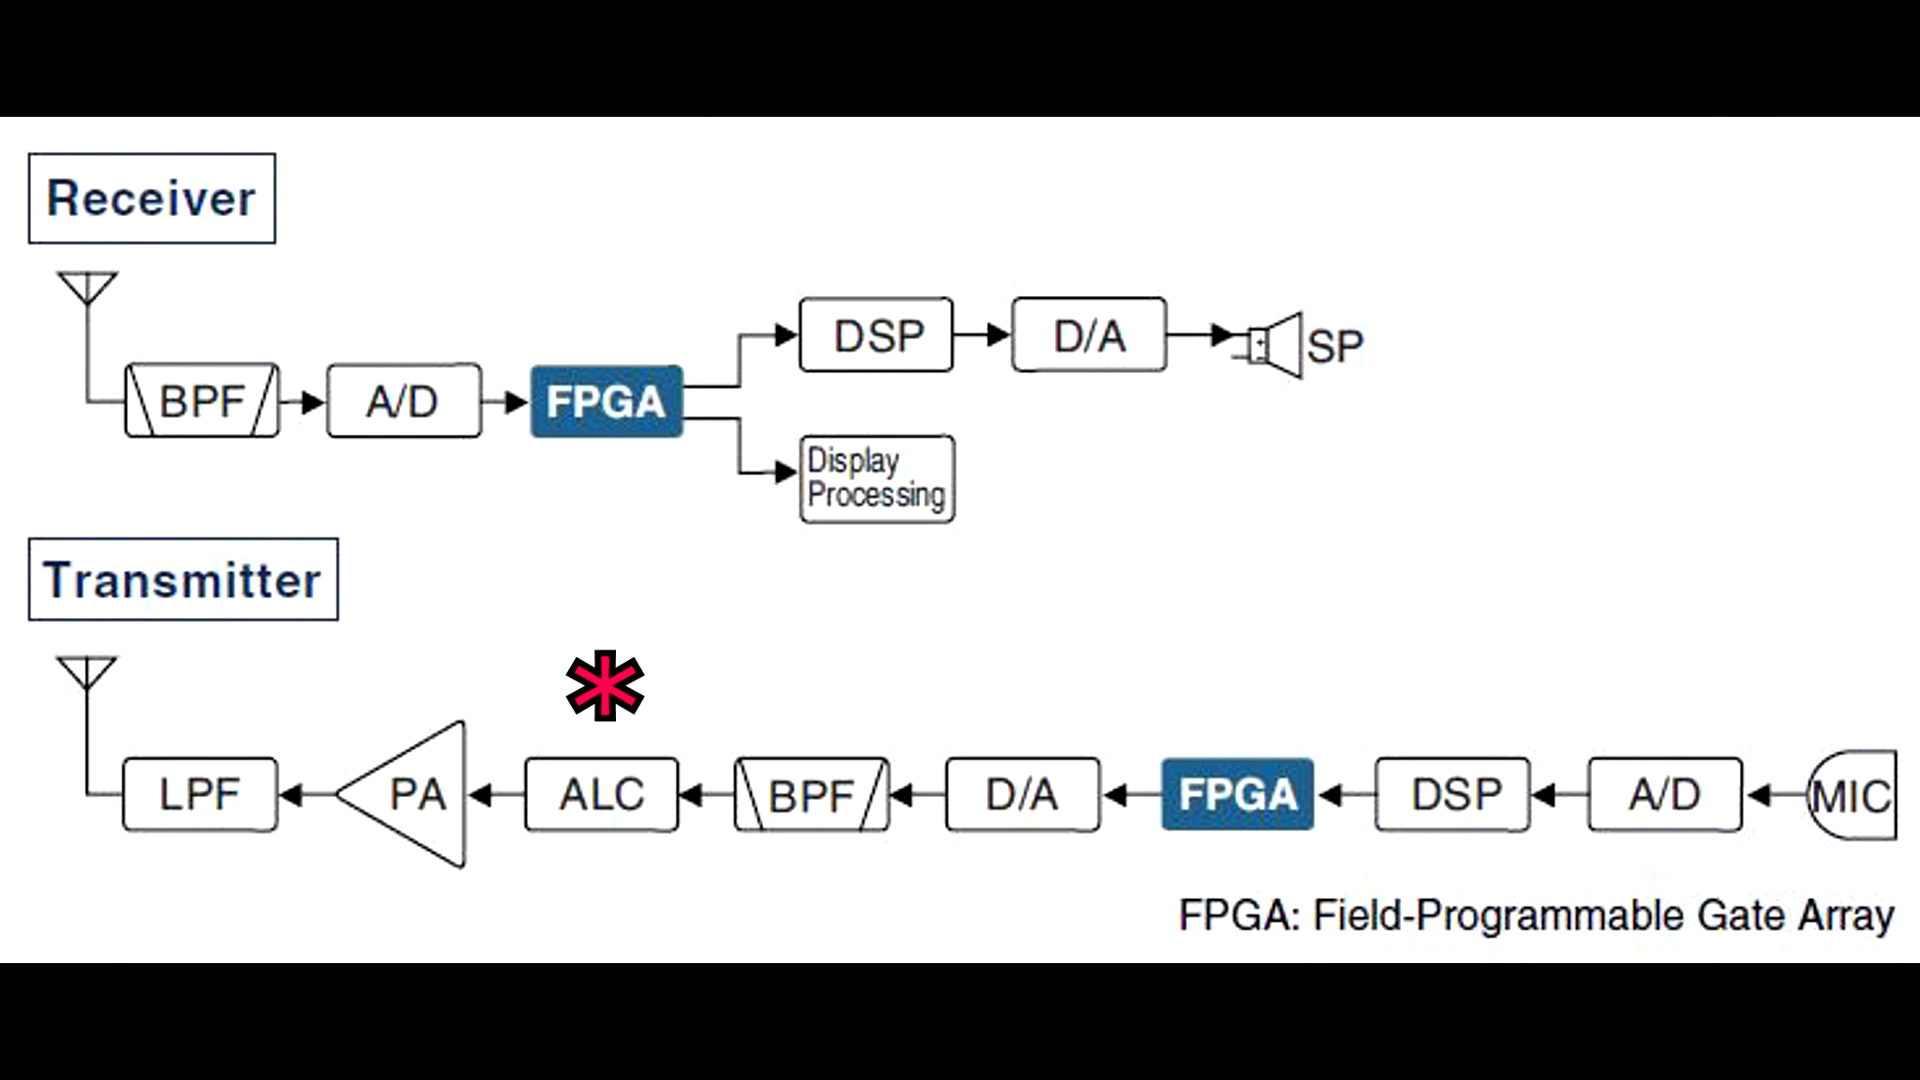 Receiver
BPF
A/D
FPGA
DSP
D/A
SP
Display
Processing
Transmitter
LPF
PA
ALC
BPF
D/A
FPGA
DSP
A/D
MIC
FPGA: Field-Programmable Gate Array